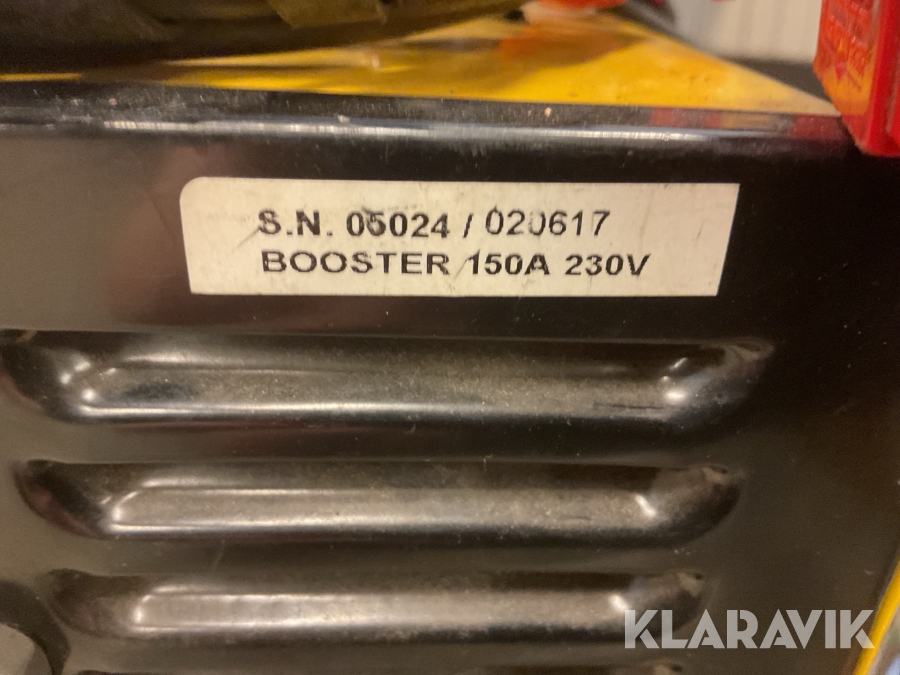 S.N. 05024 / 020617
BOOSTER 150A 230V
KLARAVIK